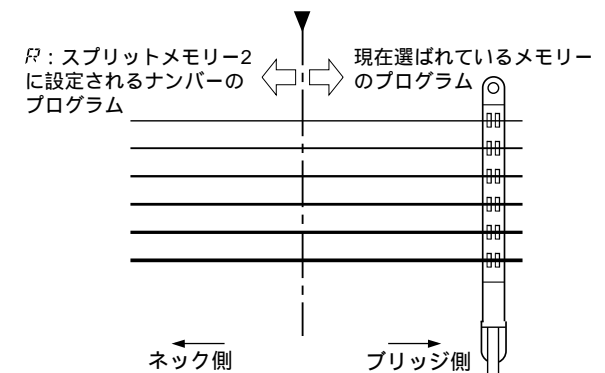 R：スプリットメモリー2
に設定されるナンバーの
プログラム
現在選ばれているメモリー
のプログラム
ネック側
ブリッジ側